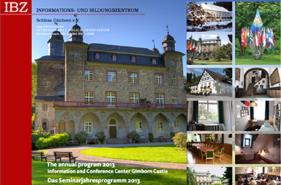 IBZ
INFORMATIONS- UND BILDUNGSZENTRUM
Schloss Gimborn e.V.
The annual program 2013
Information and Conference Center Gimborn Castle
Das Seminarjahresprogramm 2013